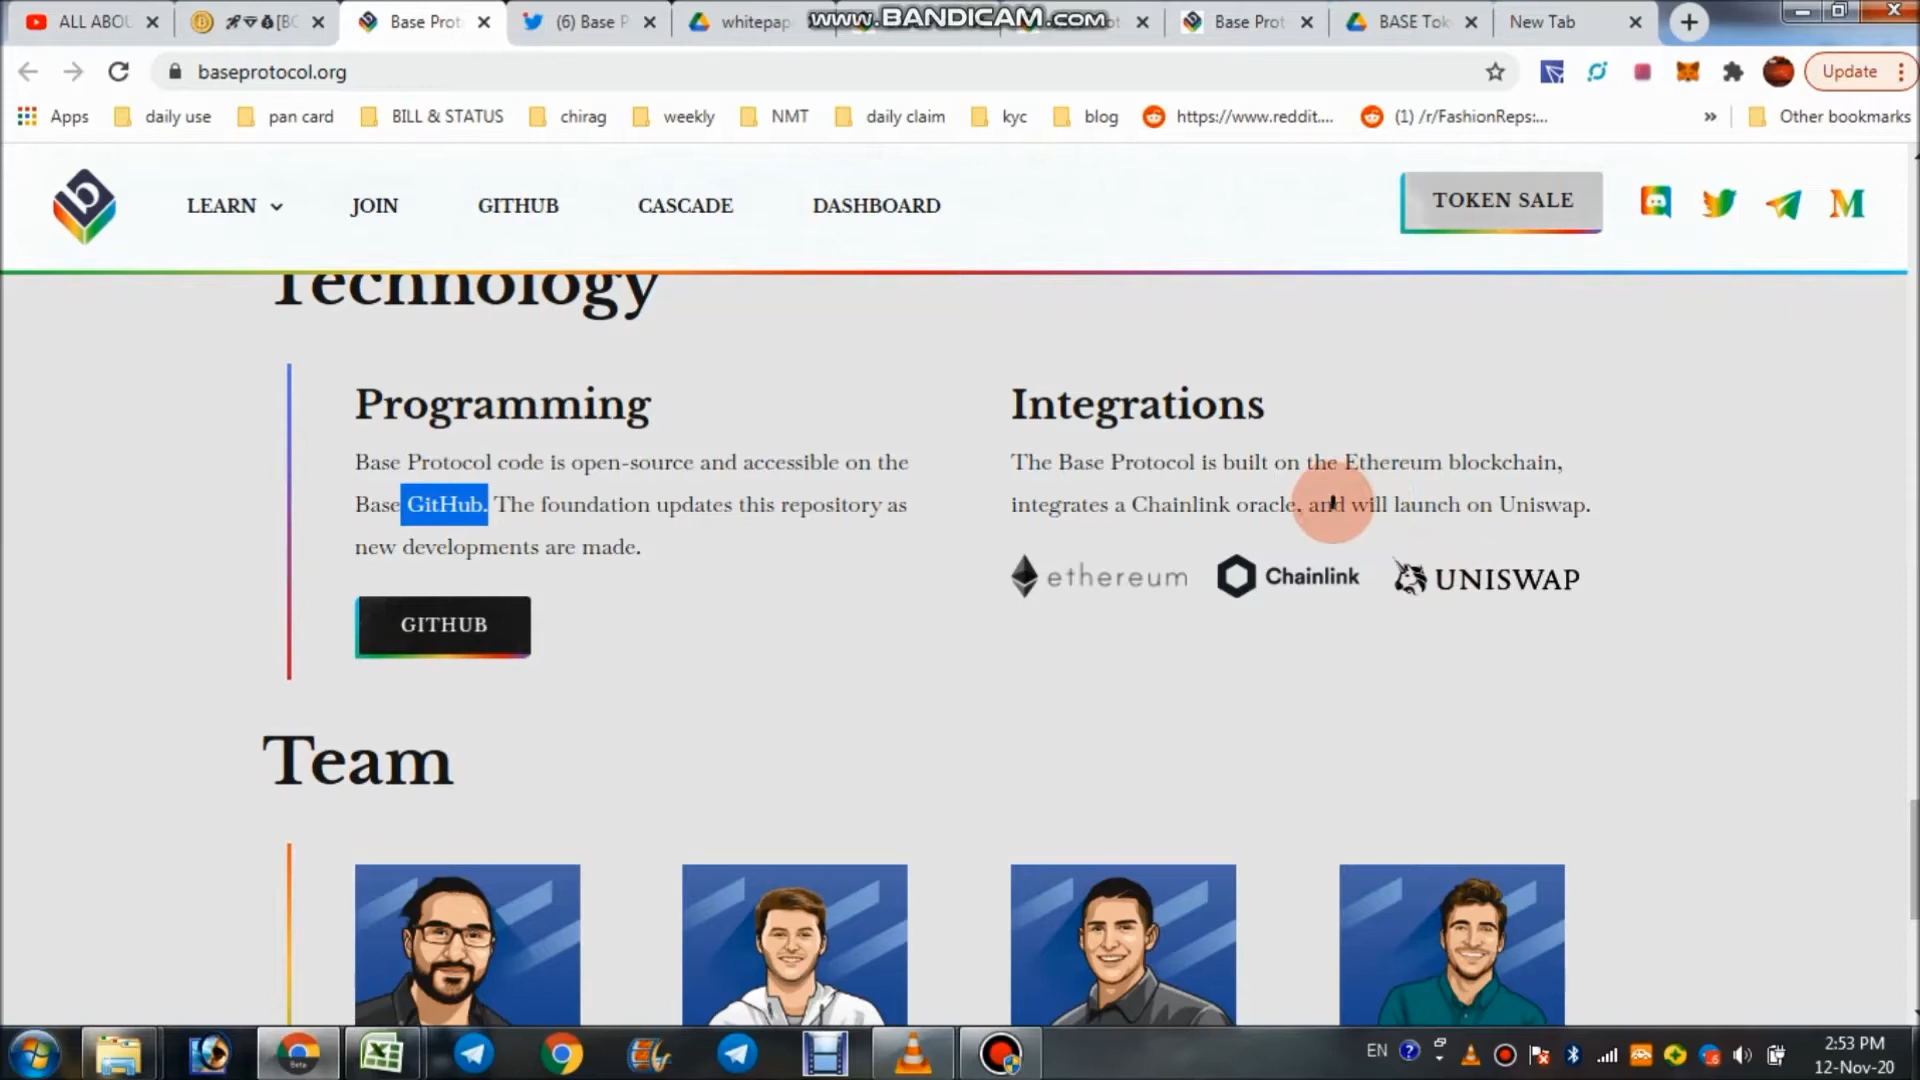 ALL ABOU
[BC
Base Prot
(6) Base P
whitepap
www.BANDICAM.com
ot
Base Prot
BASE Tok
New Tab
baseprotocol.org
Update
Apps
daily use
pan card
BILL & STATUS
chirag
weekly
NMT
daily claim
kyc
blog
https://www.reddit....
(1) /r/FashionReps:...
»
Other bookmarks
LEARN
JOIN
GITHUB
CASCADE
DASHBOARD
TOKEN SALE
M
Technology
Programming
Base Protocol code is open-source and accessible on the
Base GitHub. The foundation updates this repository as
new developments are made.
GITHUB
Integrations
The Base Protocol is built on the Ethereum blockchain,
integrates a Chainlink oracle, and will launch on Uniswap.
ethereum
Chainlink
UNISWAP
Team
Beta
EN
2:53 PM
12-Nov-20